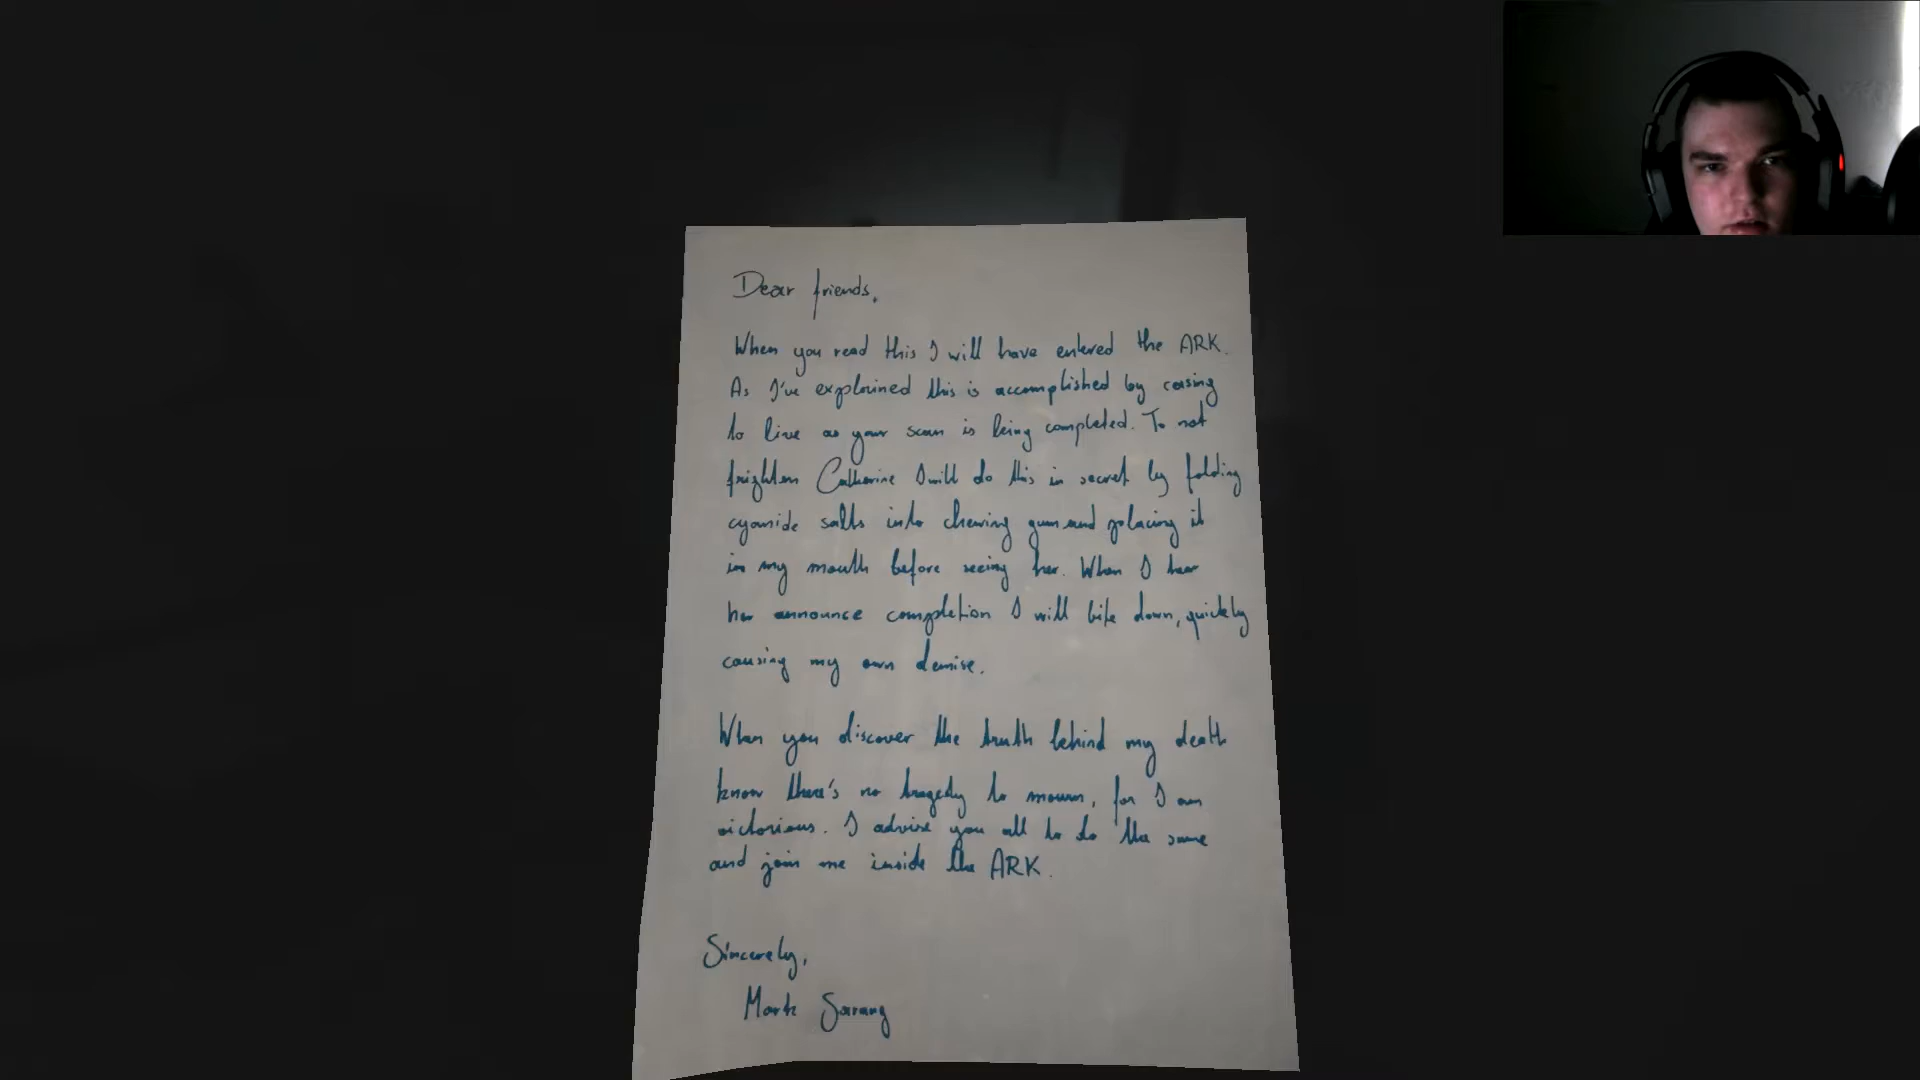 Dear friends,
When you read this I will have entered the ARK.
As I've explained this is accomplished by ceasing
to live as your scan is being completed. To not
frighten Catherine I will do this in secret by folding
cyanide salts into chewing gum and placing it
in my mouth before seeing her. When I hear
her announce completion I will bite down, quickly
causing my own demise.
When you discover the truth behind my death
know there's no tragedy to mourn, for I am
victorious. I advise you all to do the same
and join me inside the ARK.
Sincerely,
Mark Sarang